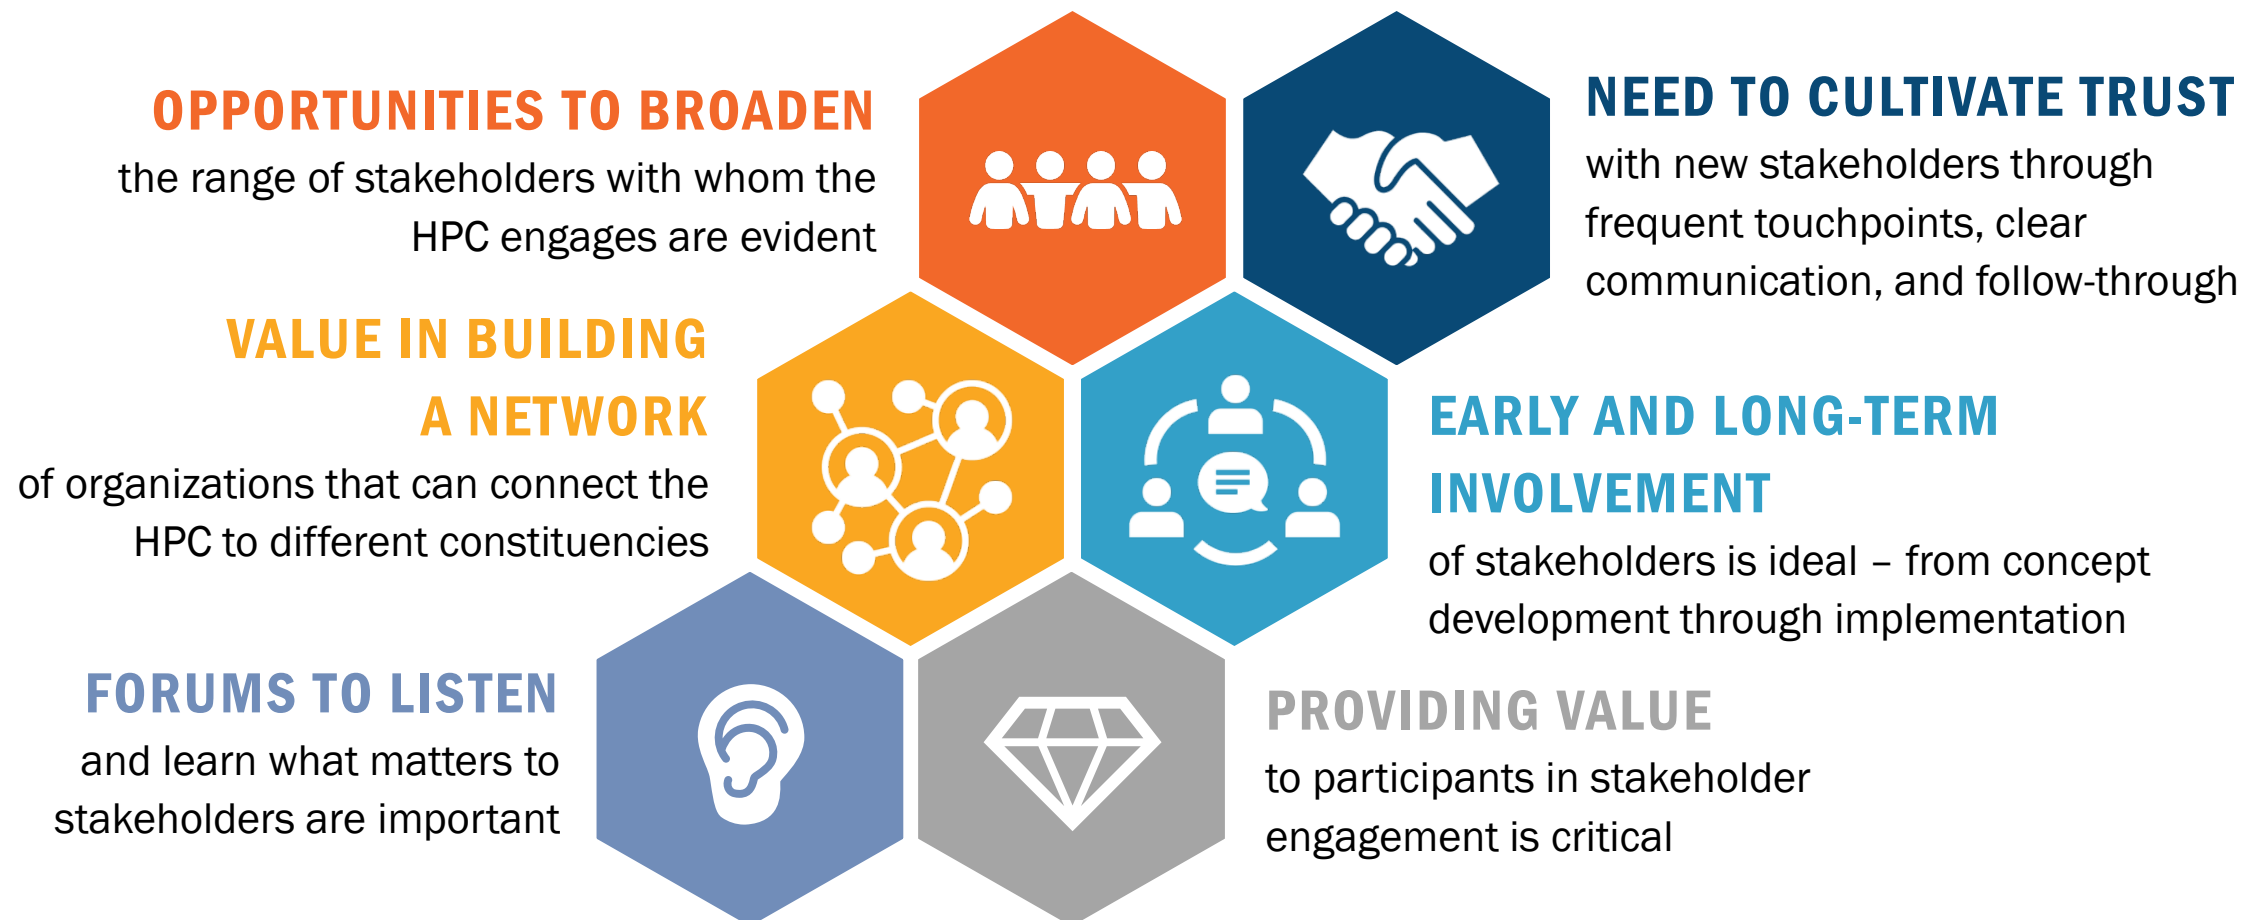 OPPORTUNITIES TO BROADEN
the range of stakeholders with whom the
HPC engages are evident
NEED TO CULTIVATE TRUST
with new stakeholders through
frequent touchpoints, clear
communication, and follow-through
VALUE IN BUILDING
A NETWORK
of organizations that can connect the
HPC to different constituencies
EARLY AND LONG-TERM
INVOLVEMENT
of stakeholders is ideal – from concept
development through implementation
FORUMS TO LISTEN
and learn what matters to
stakeholders are important
PROVIDING VALUE
to participants in stakeholder
engagement is critical